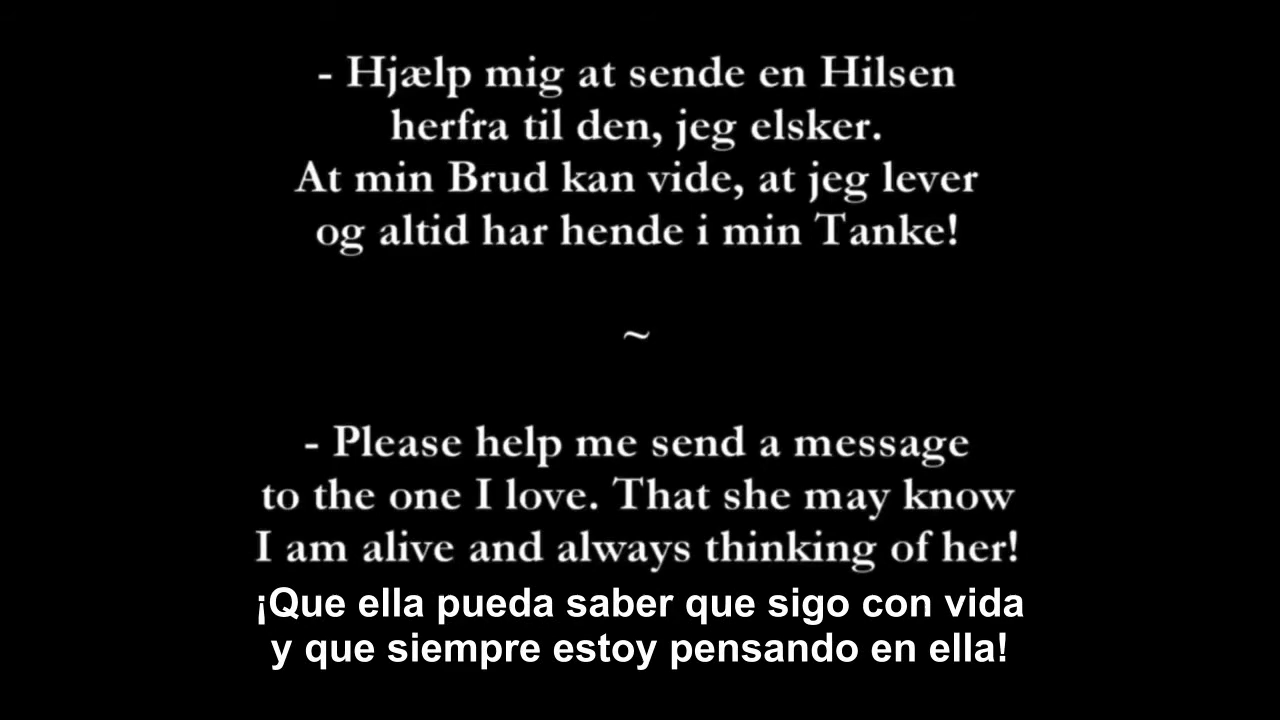 - Hjælp mig at sende en Hilsen
herfra til den, jeg elsker.
At min Brud kan vide, at jeg lever
og altid har hende i min Tanke!
~
- Please help me send a message
to the one I love. That she may know
I am alive and always thinking of her!
¡Que ella pueda saber que sigo con vida
y que siempre estoy pensando en ella!